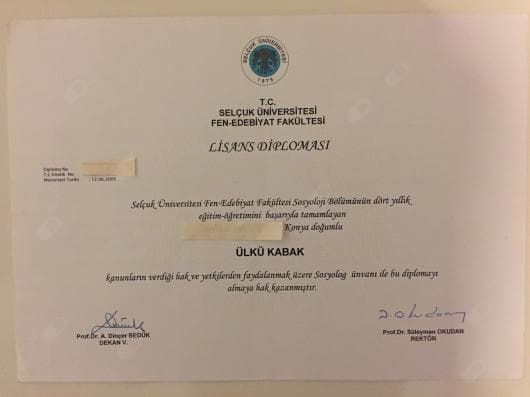 SELÇUK ÜNİVERSİTESİ
1975
T.C.
SELÇUK ÜNİVERSİTESİ
FEN-EDEBİYAT FAKÜLTESİ
LİSANS DİPLOMASI
Diploma No
T.C Kimlik No
Mezuniyet Tarihi : 12.06.2005
Selçuk Üniversitesi Fen-Edebiyat Fakültesi Sosyoloji Bölümünün dört yıllık
eğitim-öğretimini başarıyla tamamlayan
Konya doğumlu
ÜLKÜ KABAK
kanunların verdiği hak ve yetkilerden faydalanmak üzere Sosyolog ünvanı ile bu diplomayı
almaya hak kazanmıştır.
Prof.Dr. A. Dinçer BEDÜK
DEKAN V.
Prof.Dr. Süleyman OKUDAN
REKTÖR